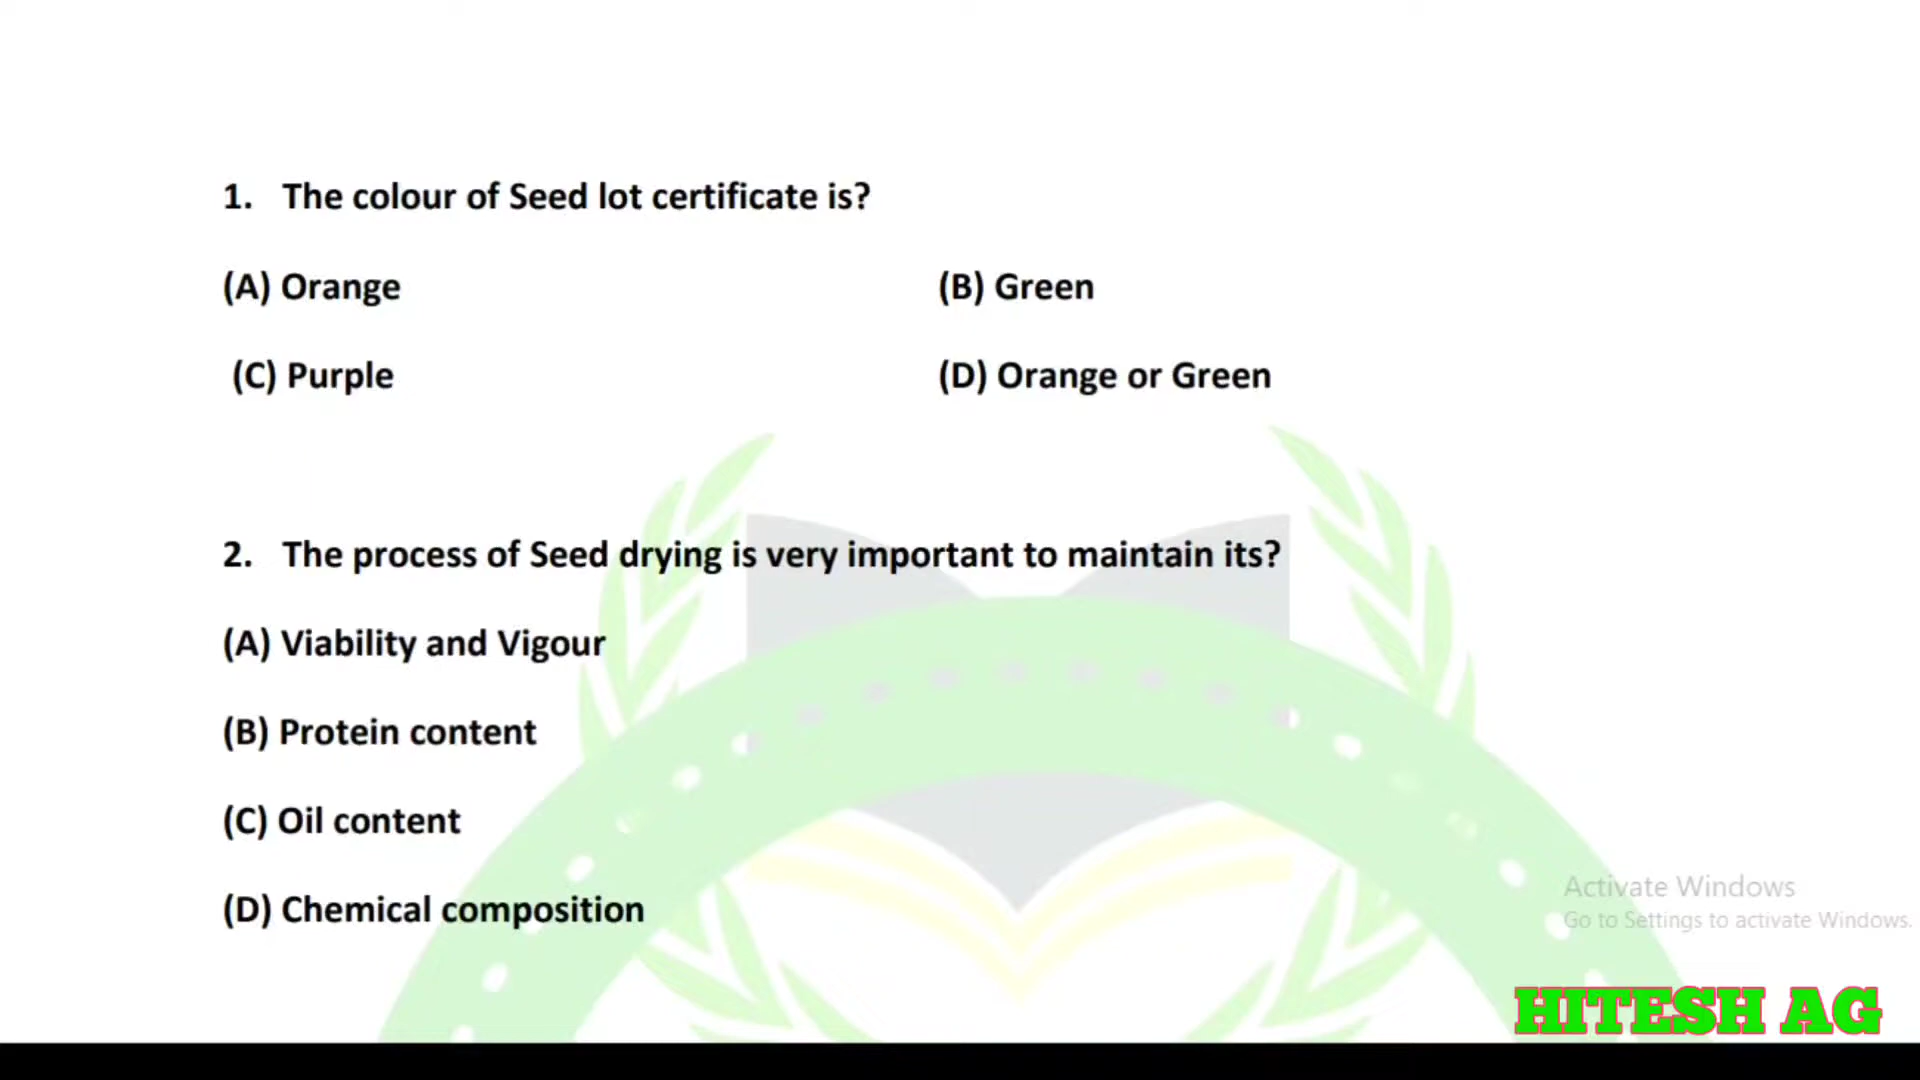 1. The colour of Seed lot certificate is?
(A) Orange
(B) Green
(C) Purple
(D) Orange or Green
2. The process of Seed drying is very important to maintain its?
(A) Viability and Vigour
(B) Protein content
(C) Oil content
(D) Chemical composition
Activate Windows
Go to Settings to activate Windows.
HITESH AG